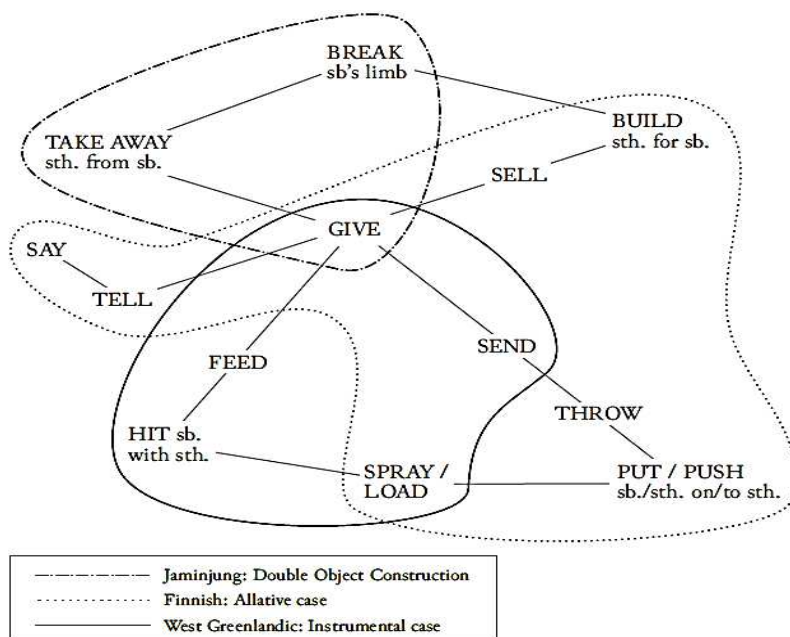 BREAK
sb's limb
BUILD
sth. for sb.
TAKE AWAY
sth. from sb.
SELL
GIVE
SAY
TELL
SEND
FEED
THROW
HIT sb.
with sth.
SPRAY /
LOAD
PUT / PUSH
sb./sth. on/to sth.
Jaminjung: Double Object Construction
Finnish: Allative case
West Greenlandic: Instrumental case